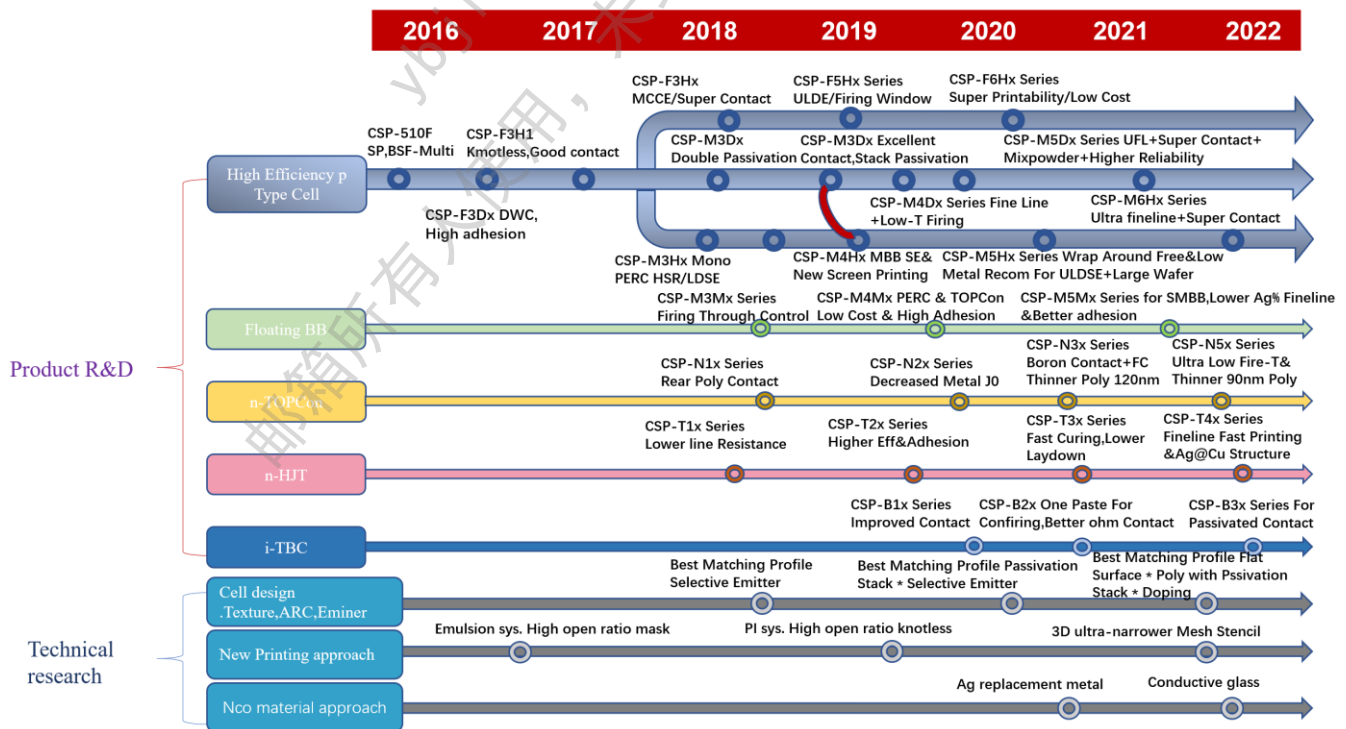 2016 2017 2018 2019 2020 2021 2022
CSP-F3Hx
MCCE/Super Contact
CSP-F5Hx Series
ULDE/Firing Window
CSP-F6Hx Series
Super Printability/Low Cost
CSP-510F
SP,BSF-Multi
CSP-F3H1
Knotless,Good contact
CSP-M3Dx
Double Passivation
CSP-M3Dx Excellent
Contact,Stack Passivation
CSP-M5Dx Series UFL+Super Contact+
Mixpowder+Higher Reliability
High Efficiency p
Type Cell
CSP-F3Dx DWC,
High adhesion
CSP-M4Dx Series Fine Line
+Low-T Firing
CSP-M6Hx Series
Ultra fineline+Super Contact
CSP-M3Hx Mono
PERC HSR/LDSE
CSP-M4Hx MBB SE&
New Screen Printing
CSP-M5Hx Series Wrap Around Free&Low
Metal Recom For ULDSE+Large Wafer
CSP-M3Mx Series
Firing Through Control
CSP-M4Mx PERC & TOPCon
Low Cost & High Adhesion
CSP-M5Mx Series for SMBB,Lower Ag% Fineline
&Better adhesion
Floating BB
Product R&D
CSP-N1x Series
Rear Poly Contact
CSP-N2x Series
Decreased Metal J0
CSP-N3x Series
Boron Contact+FC
Thinner Poly 120nm
CSP-N5x Series
Ultra Low Fire-T&
Thinner 90nm Poly
n-TOPCon
CSP-T1x Series
Lower line Resistance
CSP-T2x Series
Higher Eff&Adhesion
CSP-T3x Series
Fast Curing,Lower
Laydown
CSP-T4x Series
Fineline Fast Printing
&Ag@Cu Structure
n-HJT
CSP-B1x Series
Improved Contact
CSP-B2x One Paste For
Confiring,Better ohm Contact
CSP-B3x Series For
Passivated Contact
i-TBC
Best Matching Profile
Selective Emitter
Best Matching Profile Passivation
Stack * Selective Emitter
Best Matching Profile Flat
Surface * Poly with Pssivation
Stack * Doping
Cell design
.Texture,ARC,Eminer
Technical
research
Emulsion sys. High open ratio mask
PI sys. High open ratio knotless
3D ultra-narrower Mesh Stencil
New Printing approach
Ag replacement metal
Conductive glass
Nco material approach
邮箱所有人使用，未